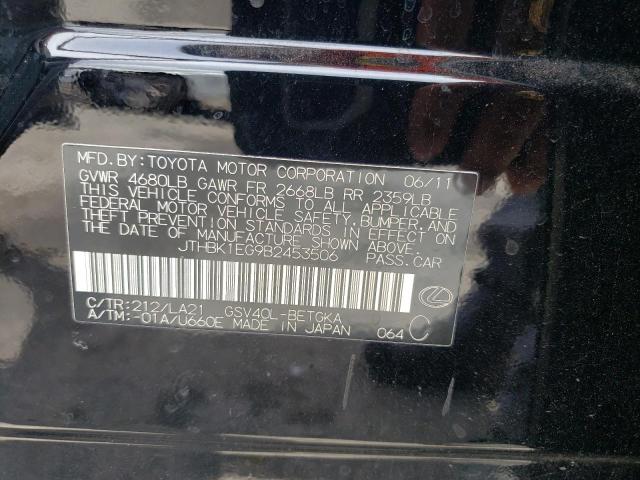 MFD. BY: TOYOTA MOTOR CORPORATION 06/11
GVWR 4680LB GAWR FR 2668LB RR 2359LB
THIS VEHICLE CONFORMS TO ALL APPLICABLE
FEDERAL MOTOR VEHICLE SAFETY, BUMPER, AND
THEFT PREVENTION STANDARDS IN EFFECT ON
THE DATE OF MANUFACTURE SHOWN ABOVE.
JTHBK1EG9B2453506 PASS.CAR
C/TR:212/LA21 GSV40L-BETGKA
A/TM:-01A/U660E MADE IN JAPAN 064 C